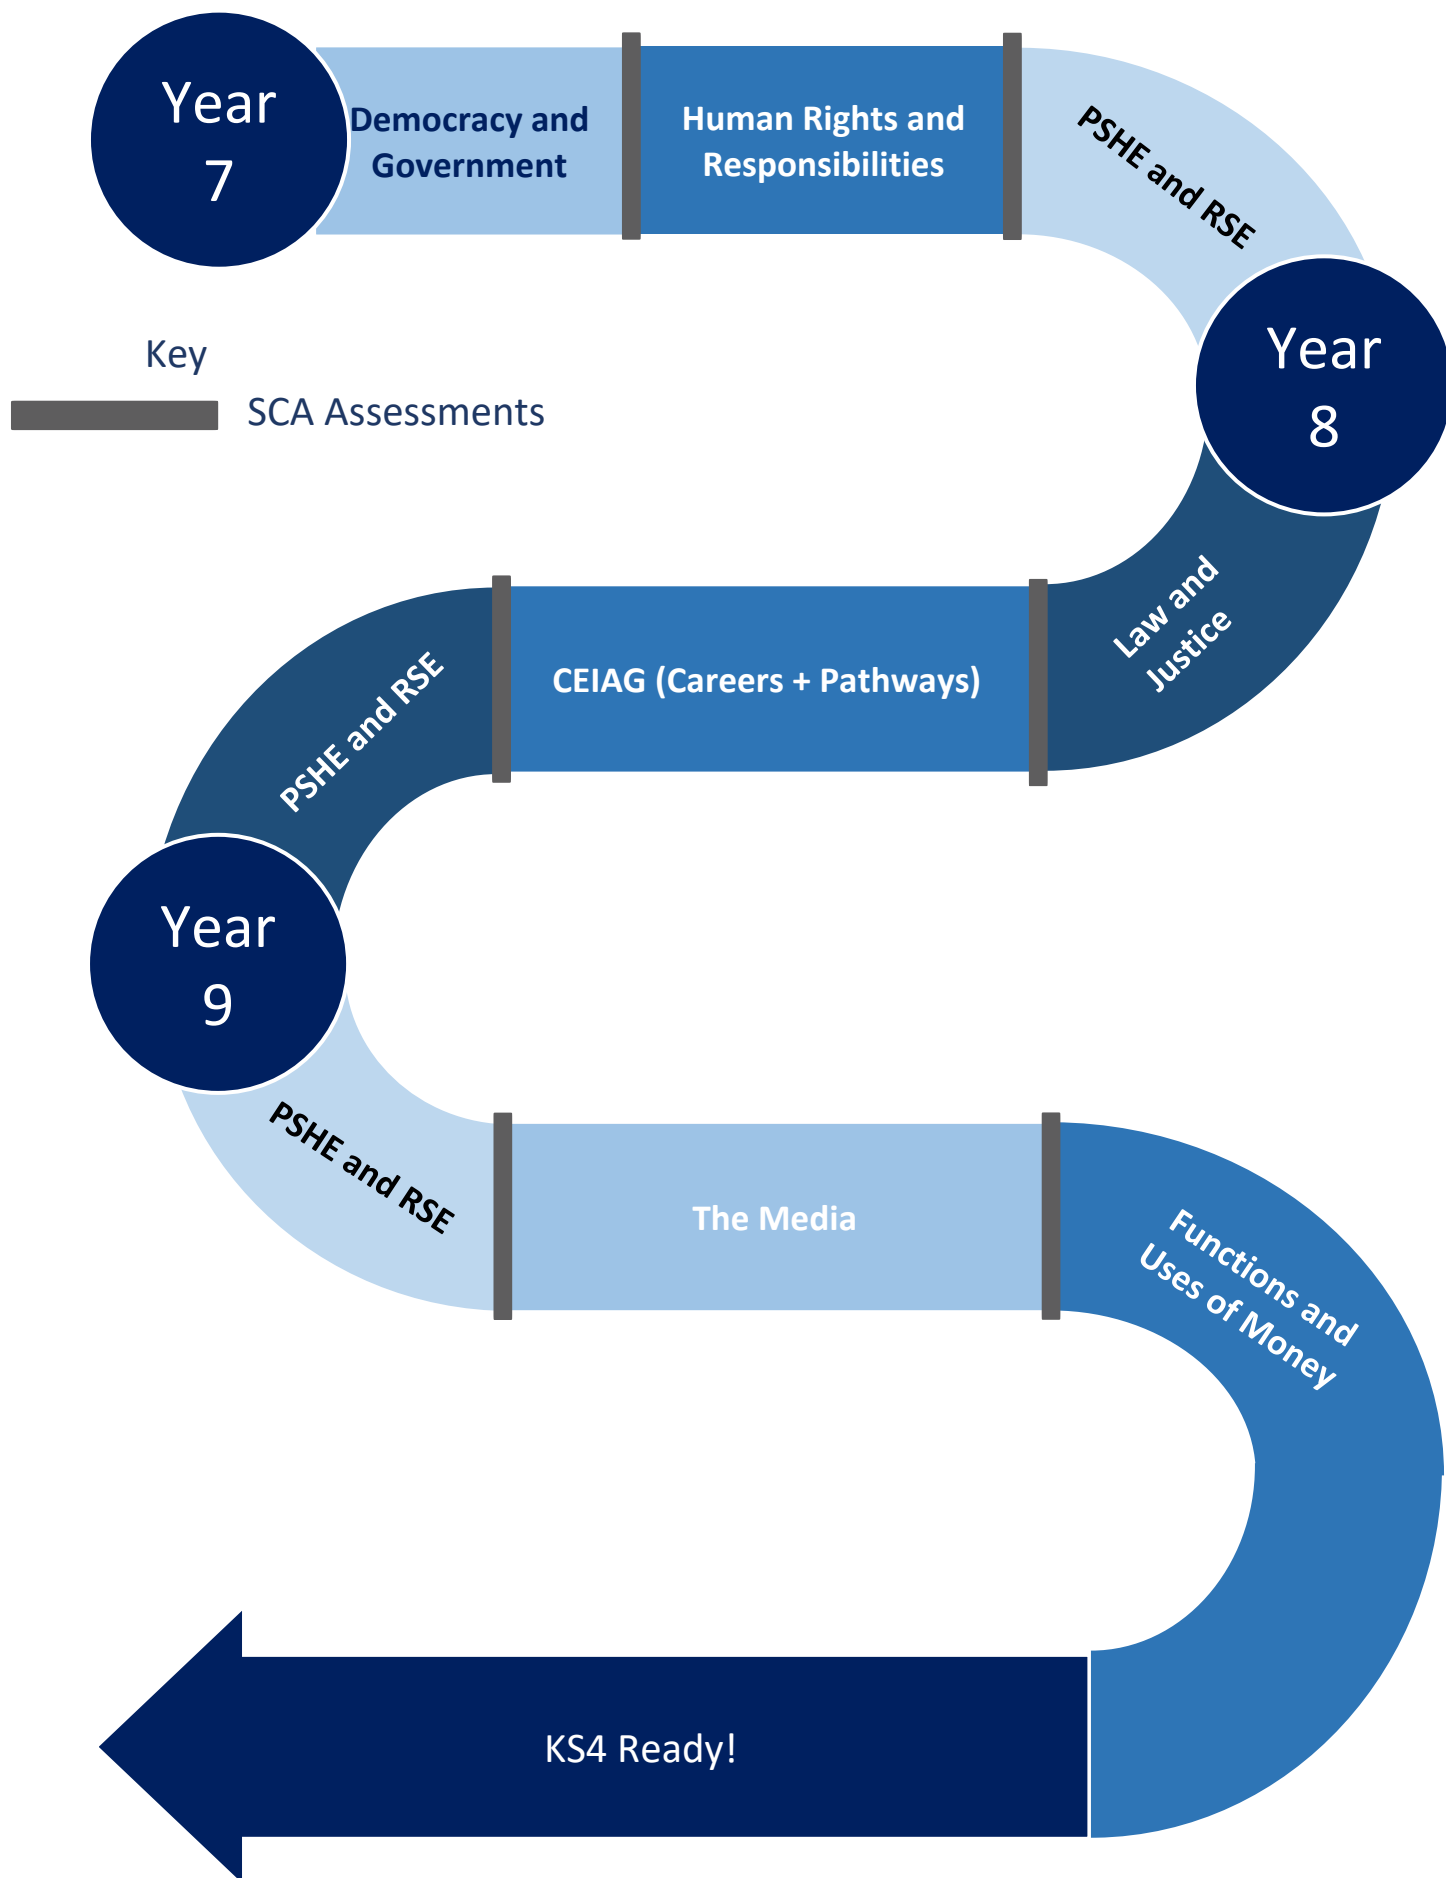 Year
7
Democracy and
Government
Human Rights and
Responsibilities
PSHE and RSE
Key
SCA Assessments
Year
8
Law and
Justice
CEIAG (Careers + Pathways)
PSHE and RSE
Year
9
PSHE and RSE
The Media
Functions and
Uses of Money
KS4 Ready!